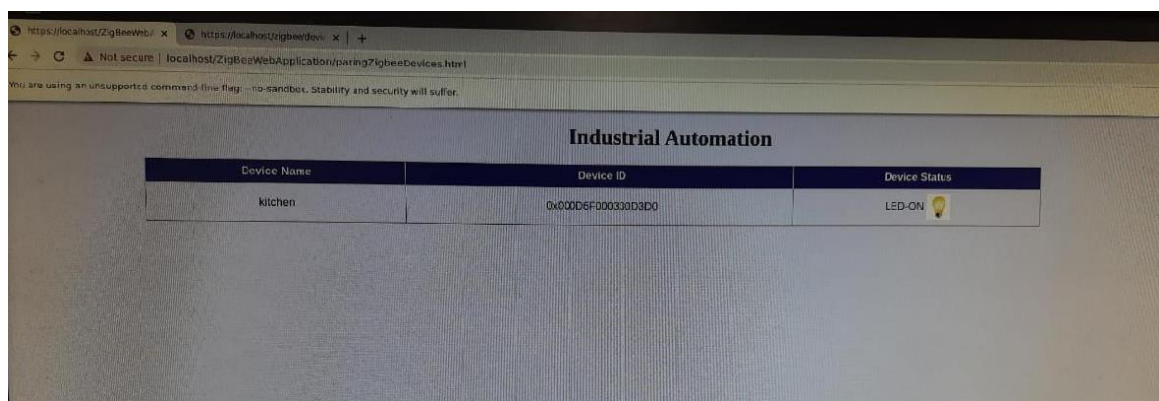 https://localhost/ZigBeeWeb/ × https://localhost/zigbee/devic × +
Not secure | localhost/ZigBeeWebApplication/paringZigbeeDevices.html
You are using an unsupported command-line flag: --no-sandbox. Stability and security will suffer.
Industrial Automation
Device Name Device ID Device Status
kitchen LED-ON